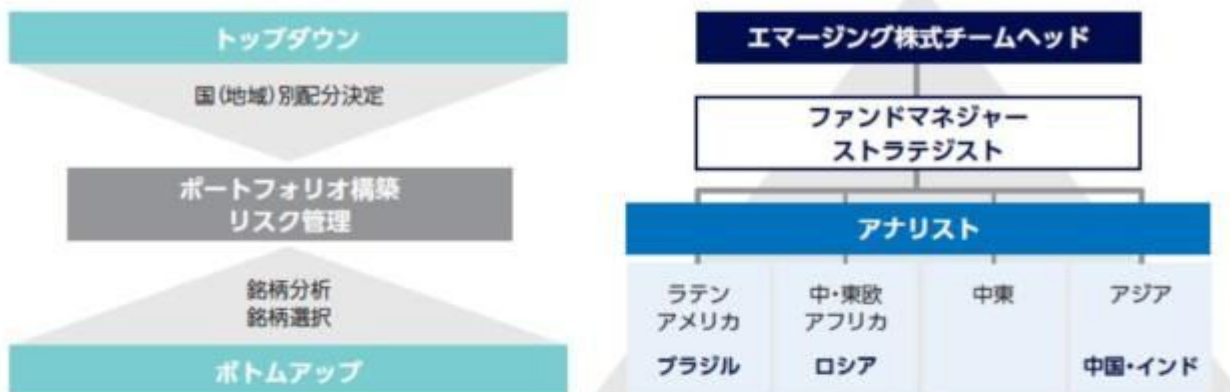 トップダウン
国(地域)別配分決定
ポートフォリオ構築
リスク管理
銘柄分析
銘柄選択
ボトムアップ
エマージング株式チームヘッド
ファンドマネジャー
ストラテジスト
アナリスト
ラテン
アメリカ
ブラジル
中・東欧
アフリカ
ロシア
中東
アジア
中国・インド